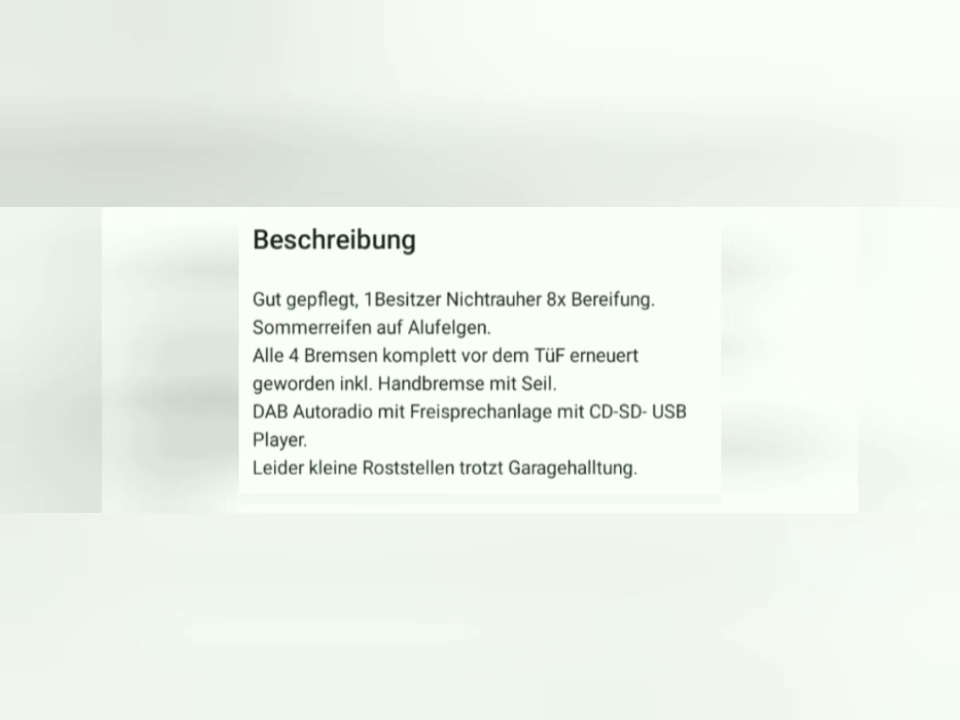 Beschreibung
Gut gepflegt, 1Besitzer Nichtrauher 8x Bereifung.
Sommerreifen auf Alufelgen.
Alle 4 Bremsen komplett vor dem TüF erneuert
geworden inkl. Handbremse mit Seil.
DAB Autoradio mit Freisprechanlage mit CD-SD- USB
Player.
Leider kleine Roststellen trotzt Garagehalltung.